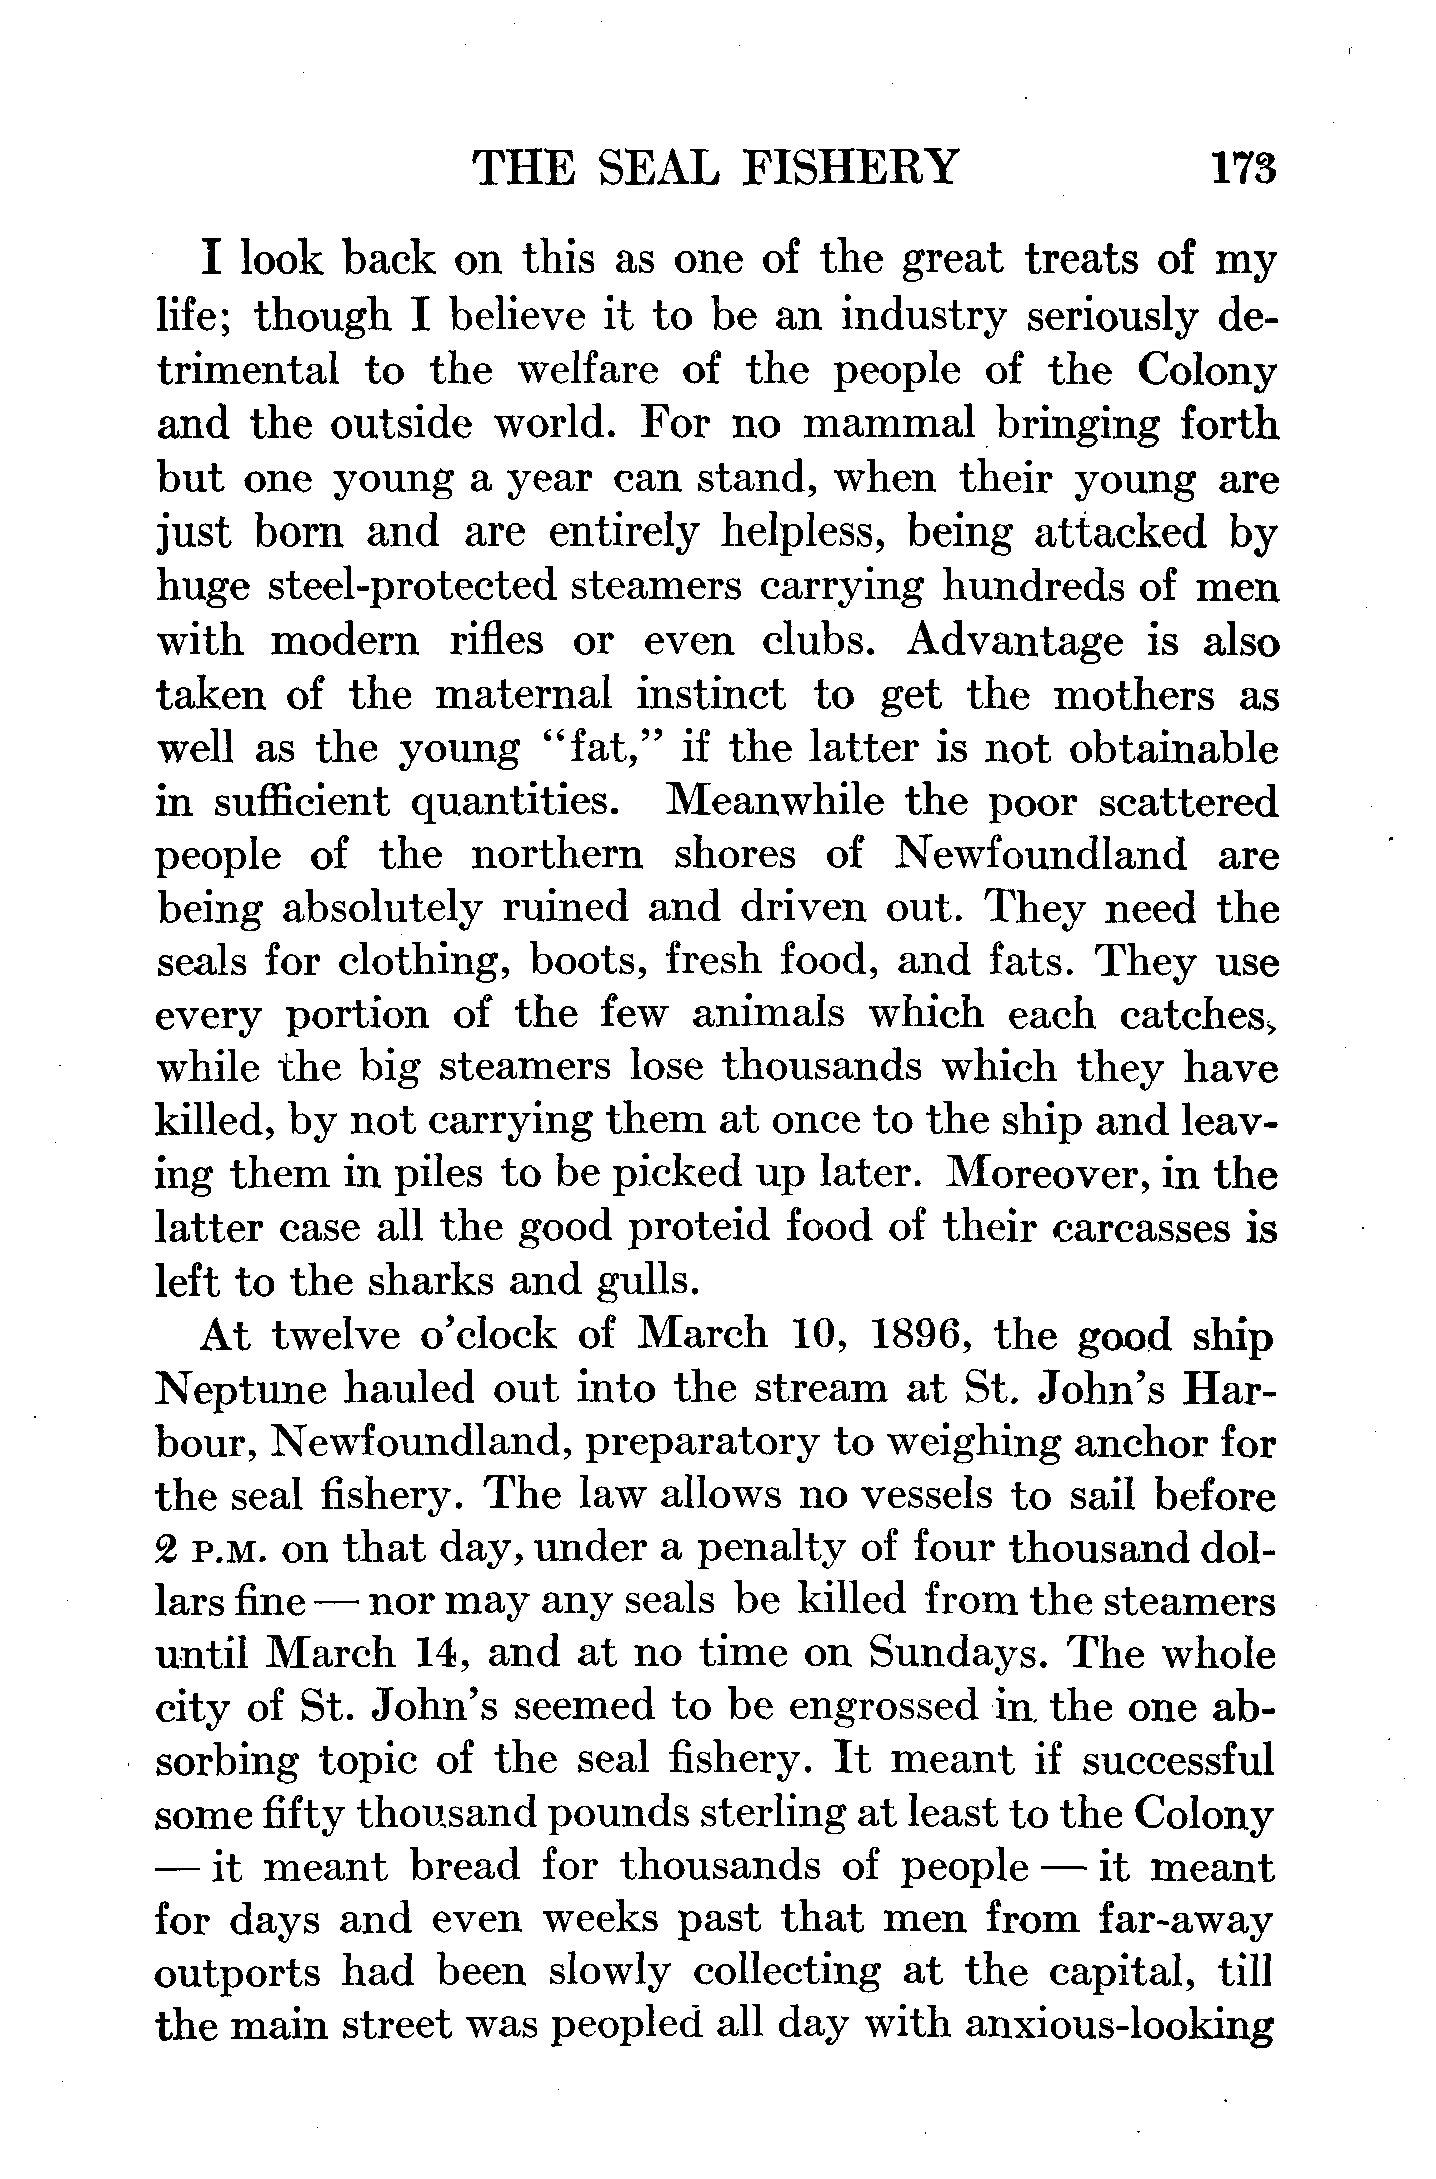 THE SEAL FISHERY 173
I look back on this as one of the great treats of my
life; though I believe it to be an industry seriously de-
trimental to the welfare of the people of the Colony
and the outside world. For no mammal bringing forth
but one young a year can stand, when their young are
just born and are entirely helpless, being attacked by
huge steel-protected steamers carrying hundreds of men
with modern rifles or even clubs. Advantage is also
taken of the maternal instinct to get the mothers as
well as the young “fat,” if the latter is not obtainable
in sufficient quantities. Meanwhile the poor scattered
people of the northern shores of Newfoundland are
being absolutely ruined and driven out. They need the
seals for clothing, boots, fresh food, and fats. They use
every portion of the few animals which each catches,
while the big steamers lose thousands which they have
killed, by not carrying them at once to the ship and leav-
ing them in piles to be picked up later. Moreover, in the
latter case all the good proteid food of their carcasses is
left to the sharks and gulls.
At twelve o’clock of March 10, 1896, the good ship
Neptune hauled out into the stream at St. John’s Har-
bour, Newfoundland, preparatory to weighing anchor for
the seal fishery. The law allows no vessels to sail before
2 P.M. on that day, under a penalty of four thousand dol-
lars fine — nor may any seals be killed from the steamers
until March 14, and at no time on Sundays. The whole
city of St. John’s seemed to be engrossed in the one ab-
sorbing topic of the seal fishery. It meant if successful
some fifty thousand pounds sterling at least to the Colony
— it meant bread for thousands of people — it meant
for days and even weeks past that men from far-away
outports had been slowly collecting at the capital, till
the main street was peopled all day with anxious-looking